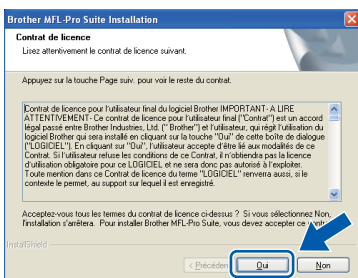 Brother MFL-Pro Suite Installation
Contrat de licence
Lisez attentivement le contrat de licence suivant.
Appuyez sur la touche Page suiv. pour voir le reste du contrat.
Contrat de licence pour l'utilisateur final du logiciel Brother IMPORTANT- A LIRE
ATTENTIVEMENT- Ce contrat de licence pour l'utilisateur final ("Contrat") est un accord
légal passé entre Brother Industries, Ltd. ("Brother") et l'utilisateur, qui régit l'utilisation du
logiciel Brother qui sera installé en cliquant sur la touche "Oui" de cette boîte de dialogue
("LOGICIEL"). En cliquant sur "Oui", l'utilisateur accepte d'être lié aux modalités de ce
Contrat. Si l'utilisateur refuse les conditions de ce Contrat, il n'obtiendra pas la licence
d'utilisation obligatoire pour ce LOGICIEL et ne sera donc pas autorisé à l'exploiter.
Toute mention dans ce Contrat de licence du terme "LOGICIEL" renverra aussi, si le
contexte le permet, au support sur lequel il est enregistré.
Acceptez-vous tous les termes du contrat de licence ci-dessus ? Si vous sélectionnez Non,
l'installation s'arrêtera. Pour installer Brother MFL-Pro Suite, vous devez accepter ce
InstallShield
< Précédent
Oui
Non